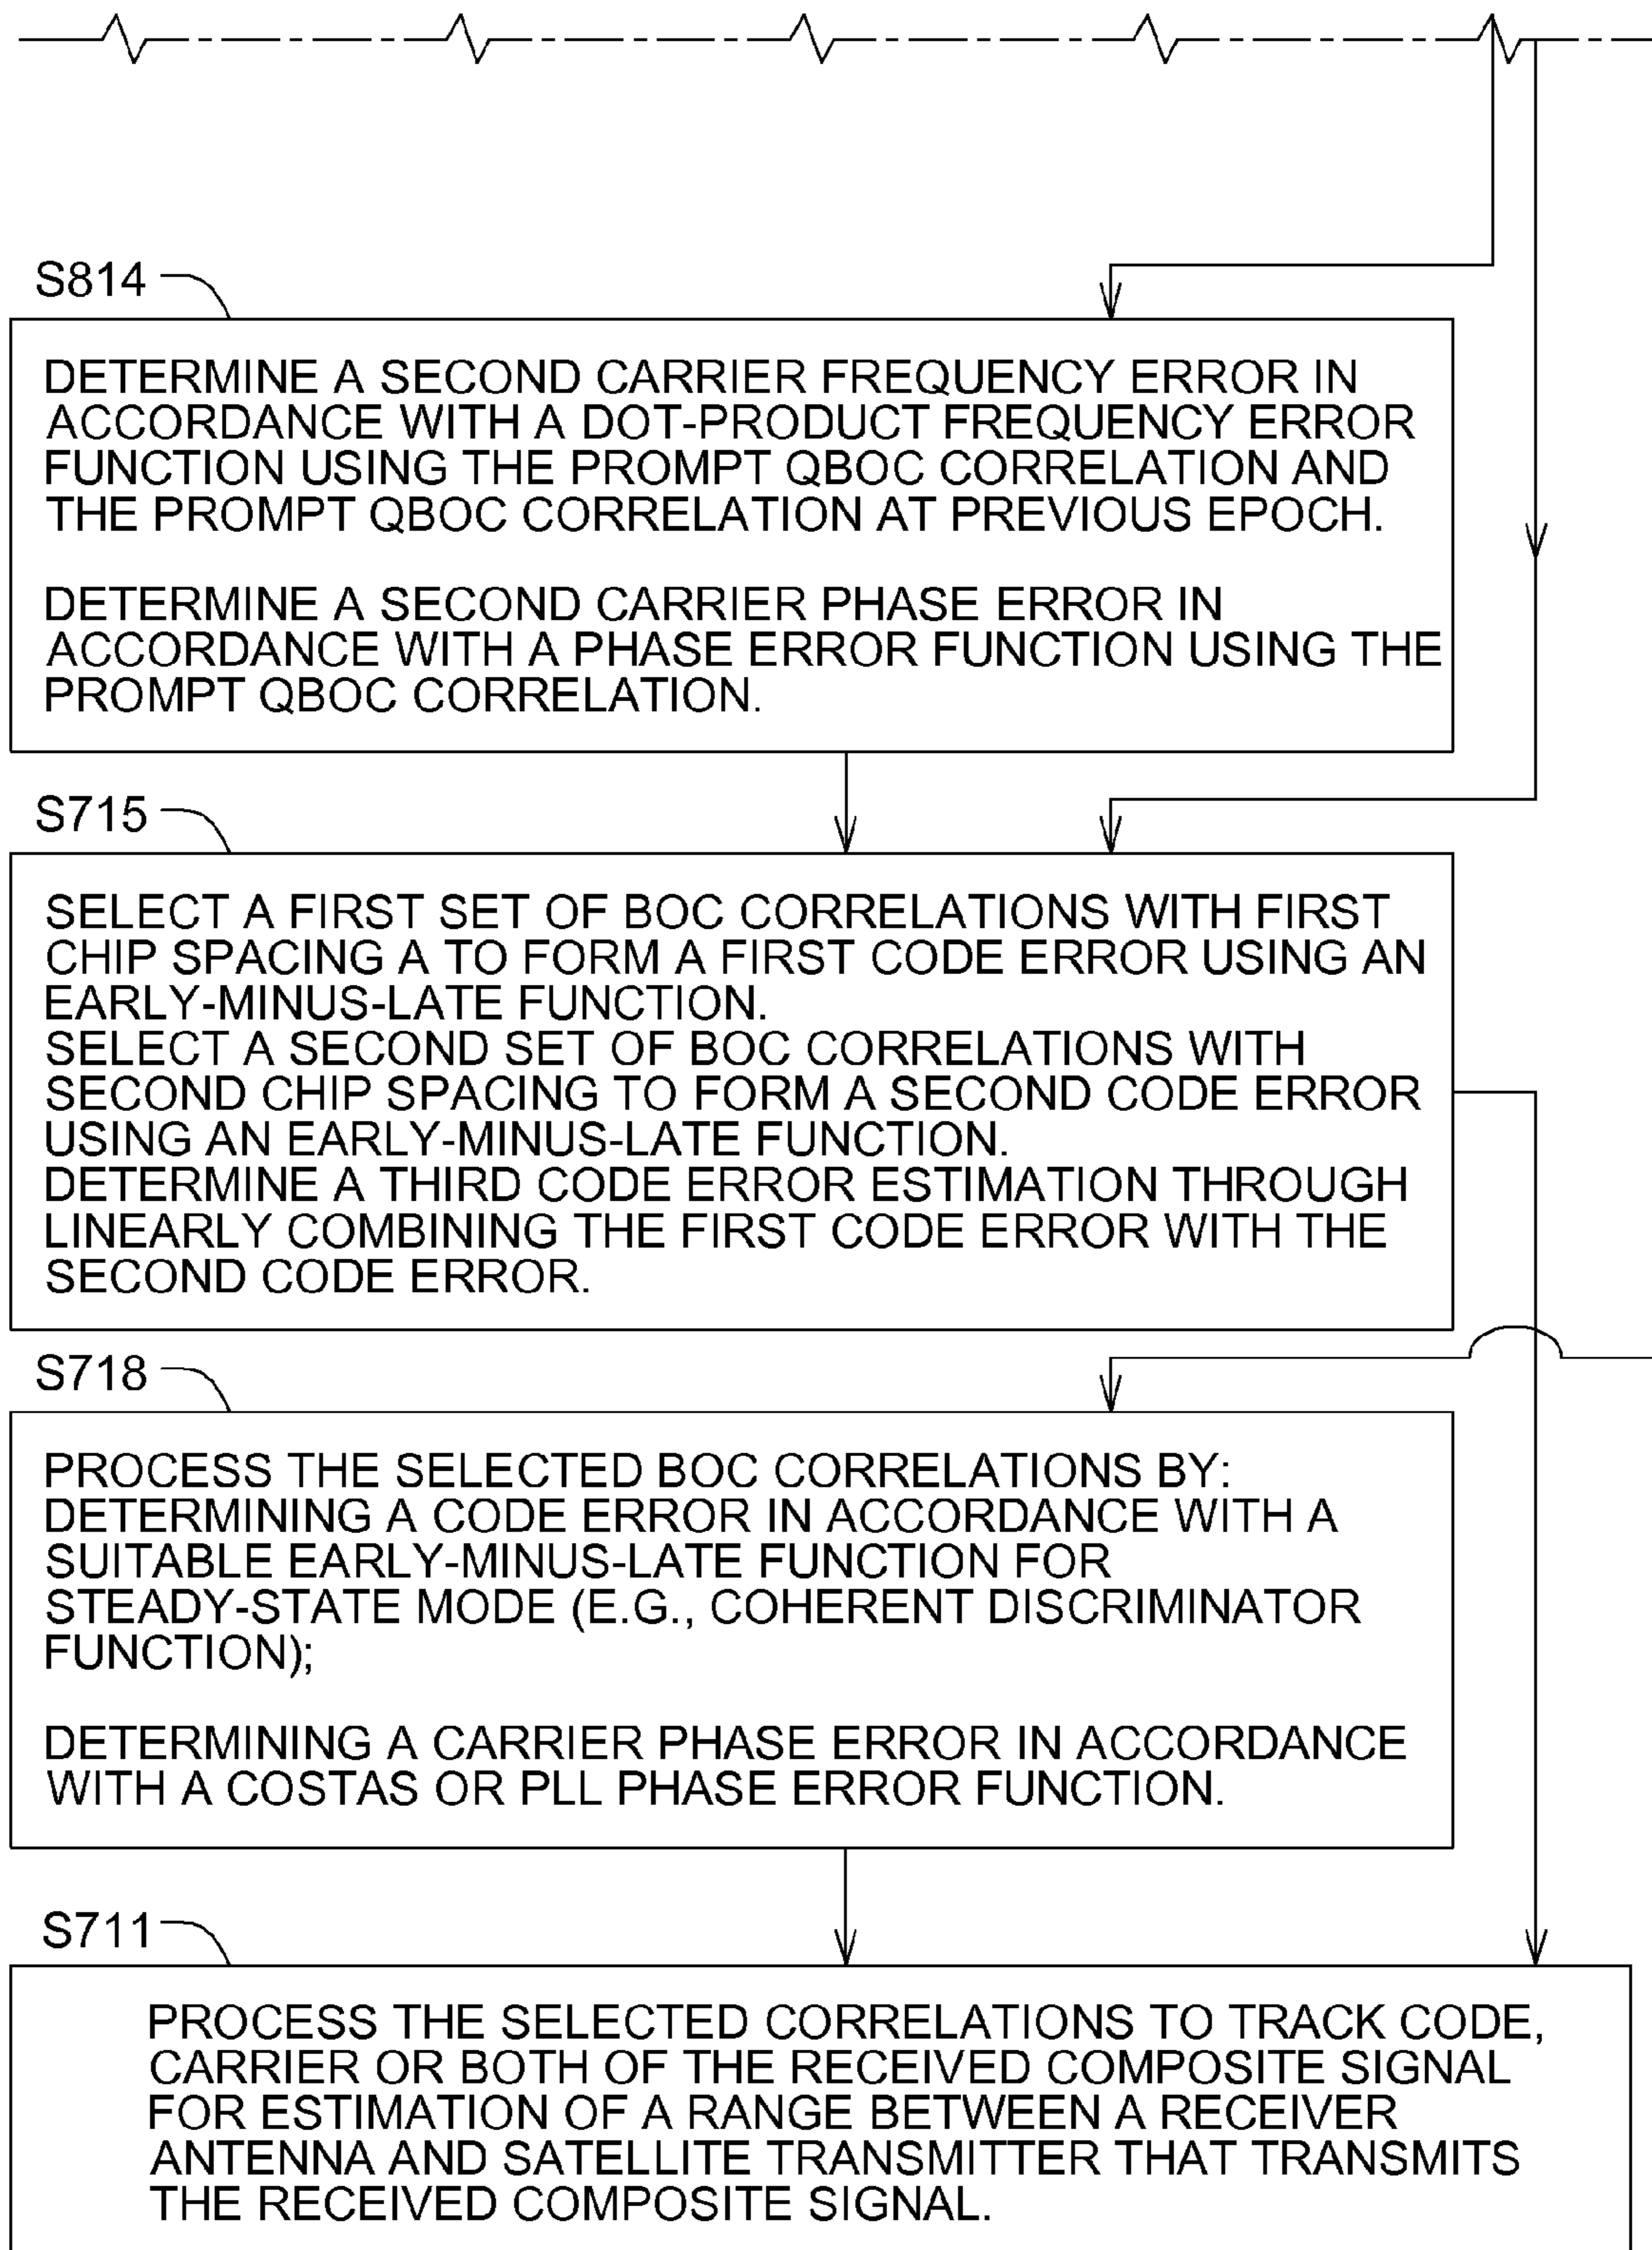 S814
DETERMINE A SECOND CARRIER FREQUENCY ERROR IN
ACCORDANCE WITH A DOT-PRODUCT FREQUENCY ERROR
FUNCTION USING THE PROMPT QBOC CORRELATION AND
THE PROMPT QBOC CORRELATION AT PREVIOUS EPOCH.
DETERMINE A SECOND CARRIER PHASE ERROR IN
ACCORDANCE WITH A PHASE ERROR FUNCTION USING THE
PROMPT QBOC CORRELATION.
S715
SELECT A FIRST SET OF BOC CORRELATIONS WITH FIRST
CHIP SPACING A TO FORM A FIRST CODE ERROR USING AN
EARLY-MINUS-LATE FUNCTION.
SELECT A SECOND SET OF BOC CORRELATIONS WITH
SECOND CHIP SPACING TO FORM A SECOND CODE ERROR
USING AN EARLY-MINUS-LATE FUNCTION.
DETERMINE A THIRD CODE ERROR ESTIMATION THROUGH
LINEARLY COMBINING THE FIRST CODE ERROR WITH THE
SECOND CODE ERROR.
S718
PROCESS THE SELECTED BOC CORRELATIONS BY:
DETERMINING A CODE ERROR IN ACCORDANCE WITH A
SUITABLE EARLY-MINUS-LATE FUNCTION FOR
STEADY-STATE MODE (E.G., COHERENT DISCRIMINATOR
FUNCTION);
DETERMINING A CARRIER PHASE ERROR IN ACCORDANCE
WITH A COSTAS OR PLL PHASE ERROR FUNCTION.
S711
PROCESS THE SELECTED CORRELATIONS TO TRACK CODE,
CARRIER OR BOTH OF THE RECEIVED COMPOSITE SIGNAL
FOR ESTIMATION OF A RANGE BETWEEN A RECEIVER
ANTENNA AND SATELLITE TRANSMITTER THAT TRANSMITS
THE RECEIVED COMPOSITE SIGNAL.